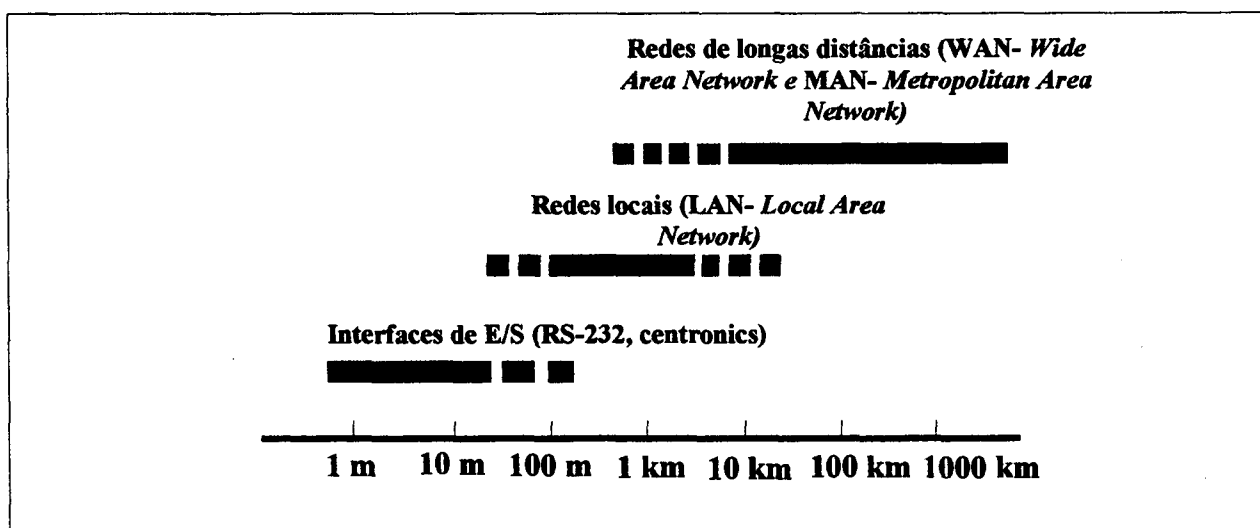 Redes de longas distâncias (WAN- Wide
Area Network e MAN- Metropolitan Area
Network)
Redes locais (LAN- Local Area
Network)
Interfaces de E/S (RS-232, centronics)
1 m 10 m 100 m 1 km 10 km 100 km 1000 km